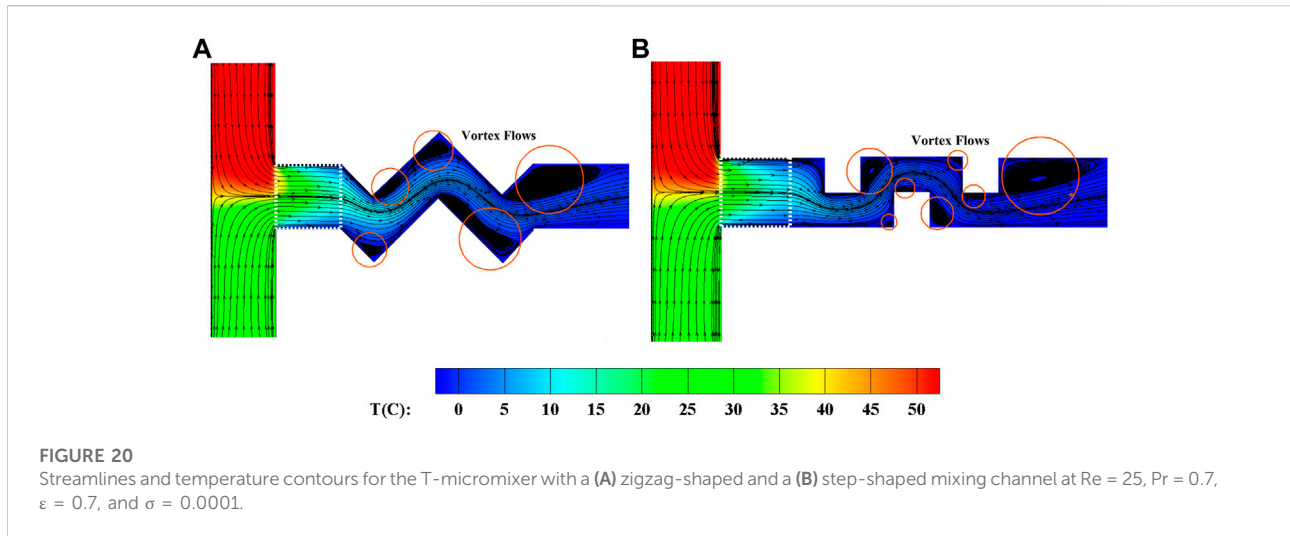 A
B
Vortex Flows
Vortex Flows
T(C): 0 5 10 15 20 25 30 35 40 45 50
FIGURE 20
Streamlines and temperature contours for the T-micromixer with a (A) zigzag-shaped and a (B) step-shaped mixing channel at Re = 25, Pr = 0.7,
ε = 0.7, and σ = 0.0001.